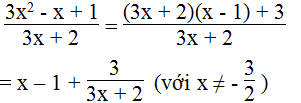 3x² - x + 1 / 3x + 2 = (3x + 2)(x - 1) + 3 / 3x + 2
= x – 1 + 3 / 3x + 2 (với x ≠ - 3 / 2 )